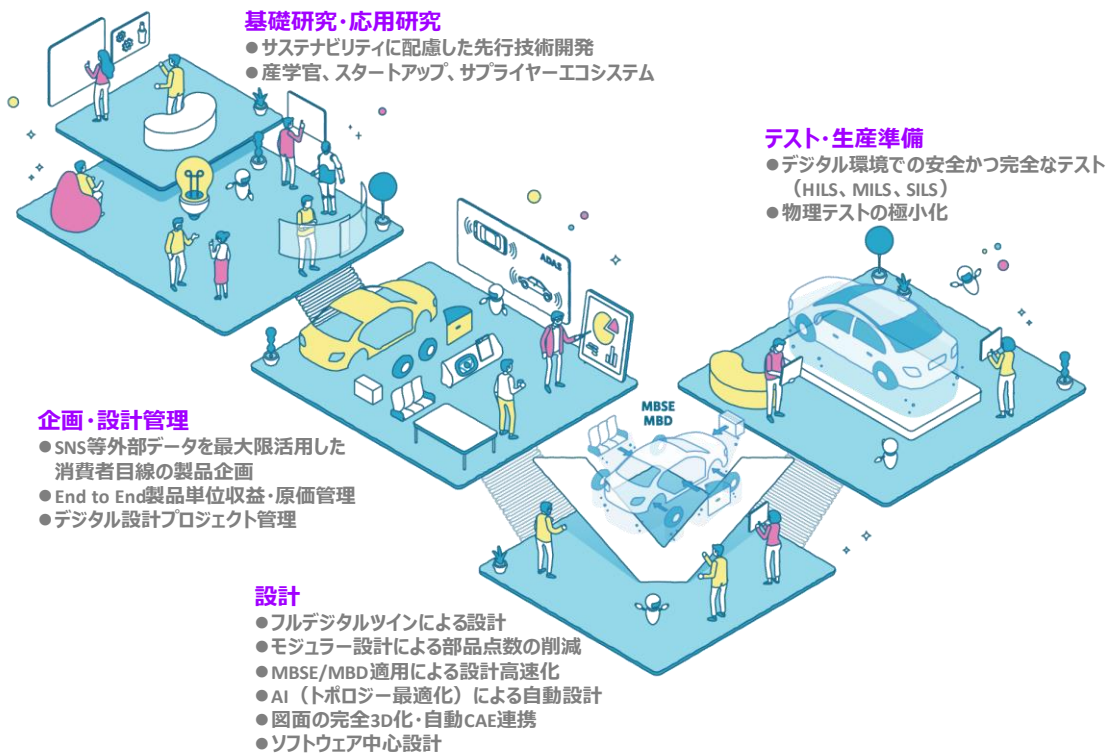 基礎研究・応用研究
●サステナビリティに配慮した先行技術開発
●産学官、スタートアップ、サプライヤーエコシステム
テスト・生産準備
●デジタル環境での安全かつ完全なテスト
（HILS、MILS、SILS）
●物理テストの極小化
ADAS
企画・設計管理
●SNS等外部データを最大限活用した
消費者目線の製品企画
●End to End製品単位収益・原価管理
●デジタル設計プロジェクト管理
MBSE
MBD
設計
●フルデジタルツインによる設計
●モジュラー設計による部品点数の削減
●MBSE/MBD適用による設計高速化
●AI（トポロジー最適化）による自動設計
●図面の完全3D化・自動CAE連携
●ソフトウェア中心設計